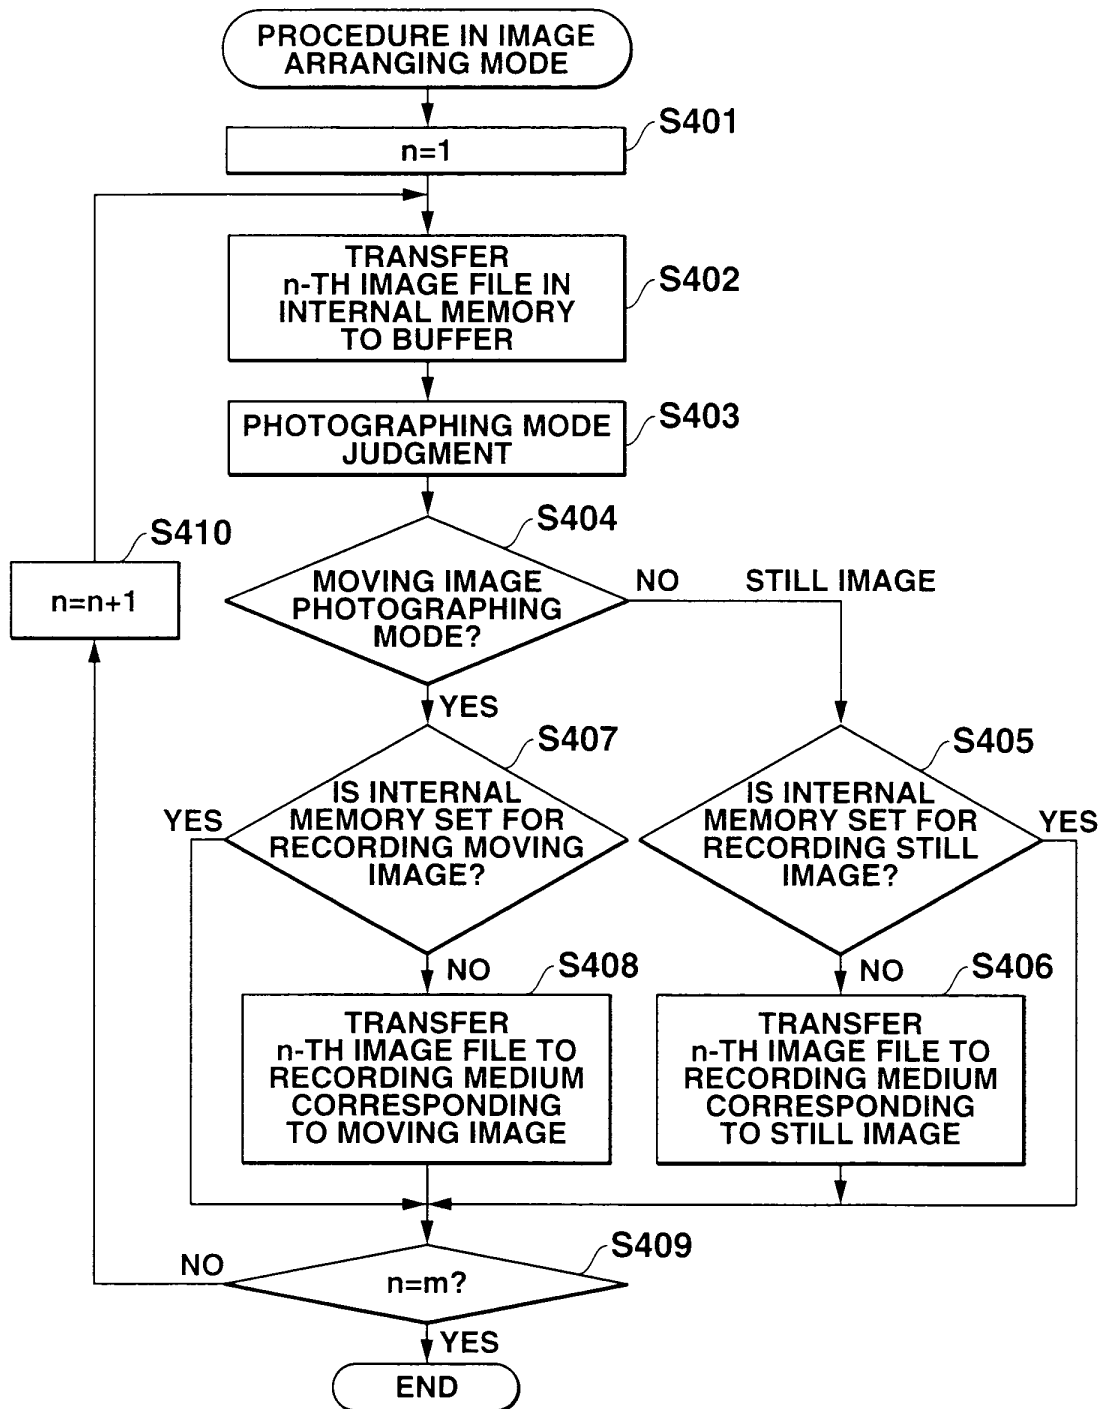 PROCEDURE IN IMAGE
ARRANGING MODE
S401
n=1
TRANSFER
n-TH IMAGE FILE IN
INTERNAL MEMORY
TO BUFFER
S402
PHOTOGRAPHING MODE
JUDGMENT
S403
S410
n=n+1
S404
MOVING IMAGE
PHOTOGRAPHING
MODE?
NO
STILL IMAGE
YES
S407
IS INTERNAL
MEMORY SET FOR
RECORDING MOVING
IMAGE?
YES
S405
IS INTERNAL
MEMORY SET FOR
RECORDING STILL
IMAGE?
YES
NO
S408
TRANSFER
n-TH IMAGE FILE TO
RECORDING MEDIUM
CORRESPONDING
TO MOVING IMAGE
NO
S406
TRANSFER
n-TH IMAGE FILE TO
RECORDING MEDIUM
CORRESPONDING
TO STILL IMAGE
S409
NO
n=m?
YES
END